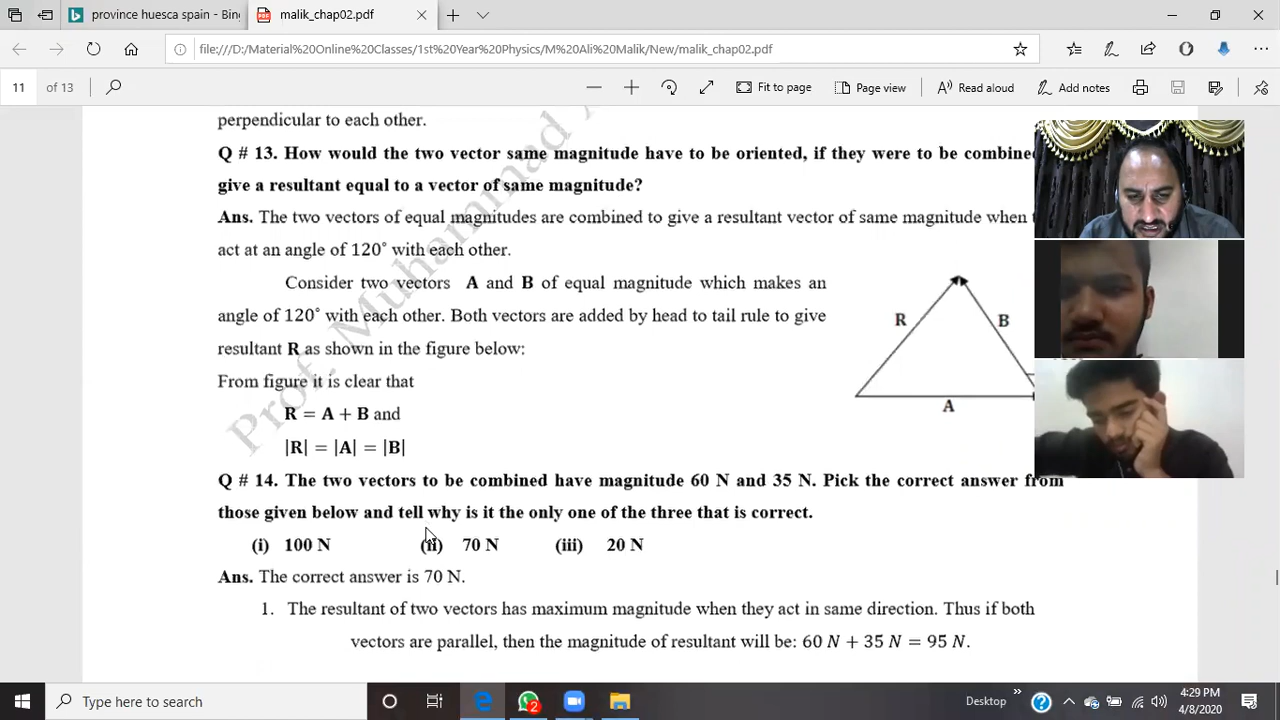 province huesca spain - Bing
malik_chap02.pdf
file:///D:/Material%20Online%20Classes/1st%20Year%20Physics/M%20Ali%20Malik/New/malik_chap02.pdf
11 of 13
Fit to page
Page view
Read aloud
Add notes
perpendicular to each other.
Q # 13. How would the two vector same magnitude have to be oriented, if they were to be combine
give a resultant equal to a vector of same magnitude?
Ans. The two vectors of equal magnitudes are combined to give a resultant vector of same magnitude when
act at an angle of 120° with each other.
Consider two vectors A and B of equal magnitude which makes an
angle of 120° with each other. Both vectors are added by head to tail rule to give
resultant R as shown in the figure below:
From figure it is clear that
R = A + B and
|R| = |A| = |B|
R
B
A
Q # 14. The two vectors to be combined have magnitude 60 N and 35 N. Pick the correct answer from
those given below and tell why is it the only one of the three that is correct.
(i) 100 N (ii) 70 N (iii) 20 N
Ans. The correct answer is 70 N.
1. The resultant of two vectors has maximum magnitude when they act in same direction. Thus if both
vectors are parallel, then the magnitude of resultant will be: 60 N + 35 N = 95 N.
Prof. Muhammad
Type here to search
2
Desktop
4:29 PM
4/8/2020